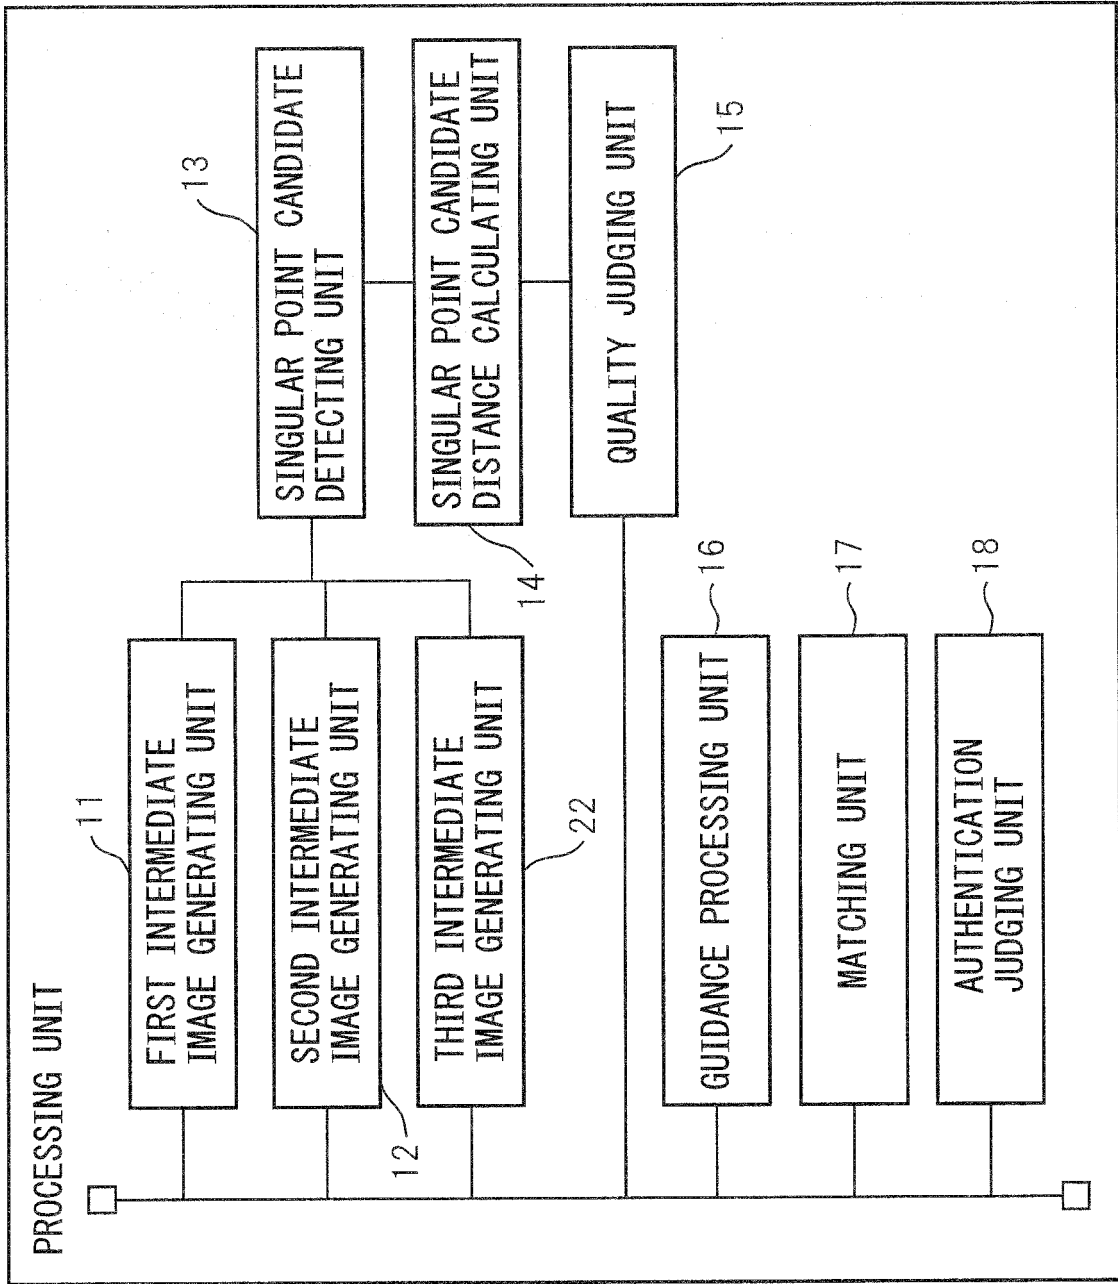 PROCESSING UNIT
11
FIRST INTERMEDIATE
IMAGE GENERATING UNIT
SECOND INTERMEDIATE
IMAGE GENERATING UNIT
12
THIRD INTERMEDIATE
IMAGE GENERATING UNIT
22
13
SINGULAR POINT CANDIDATE
DETECTING UNIT
SINGULAR POINT CANDIDATE
DISTANCE CALCULATING UNIT
14
QUALITY JUDGING UNIT
15
GUIDANCE PROCESSING UNIT
16
MATCHING UNIT
17
AUTHENTICATION
JUDGING UNIT
18